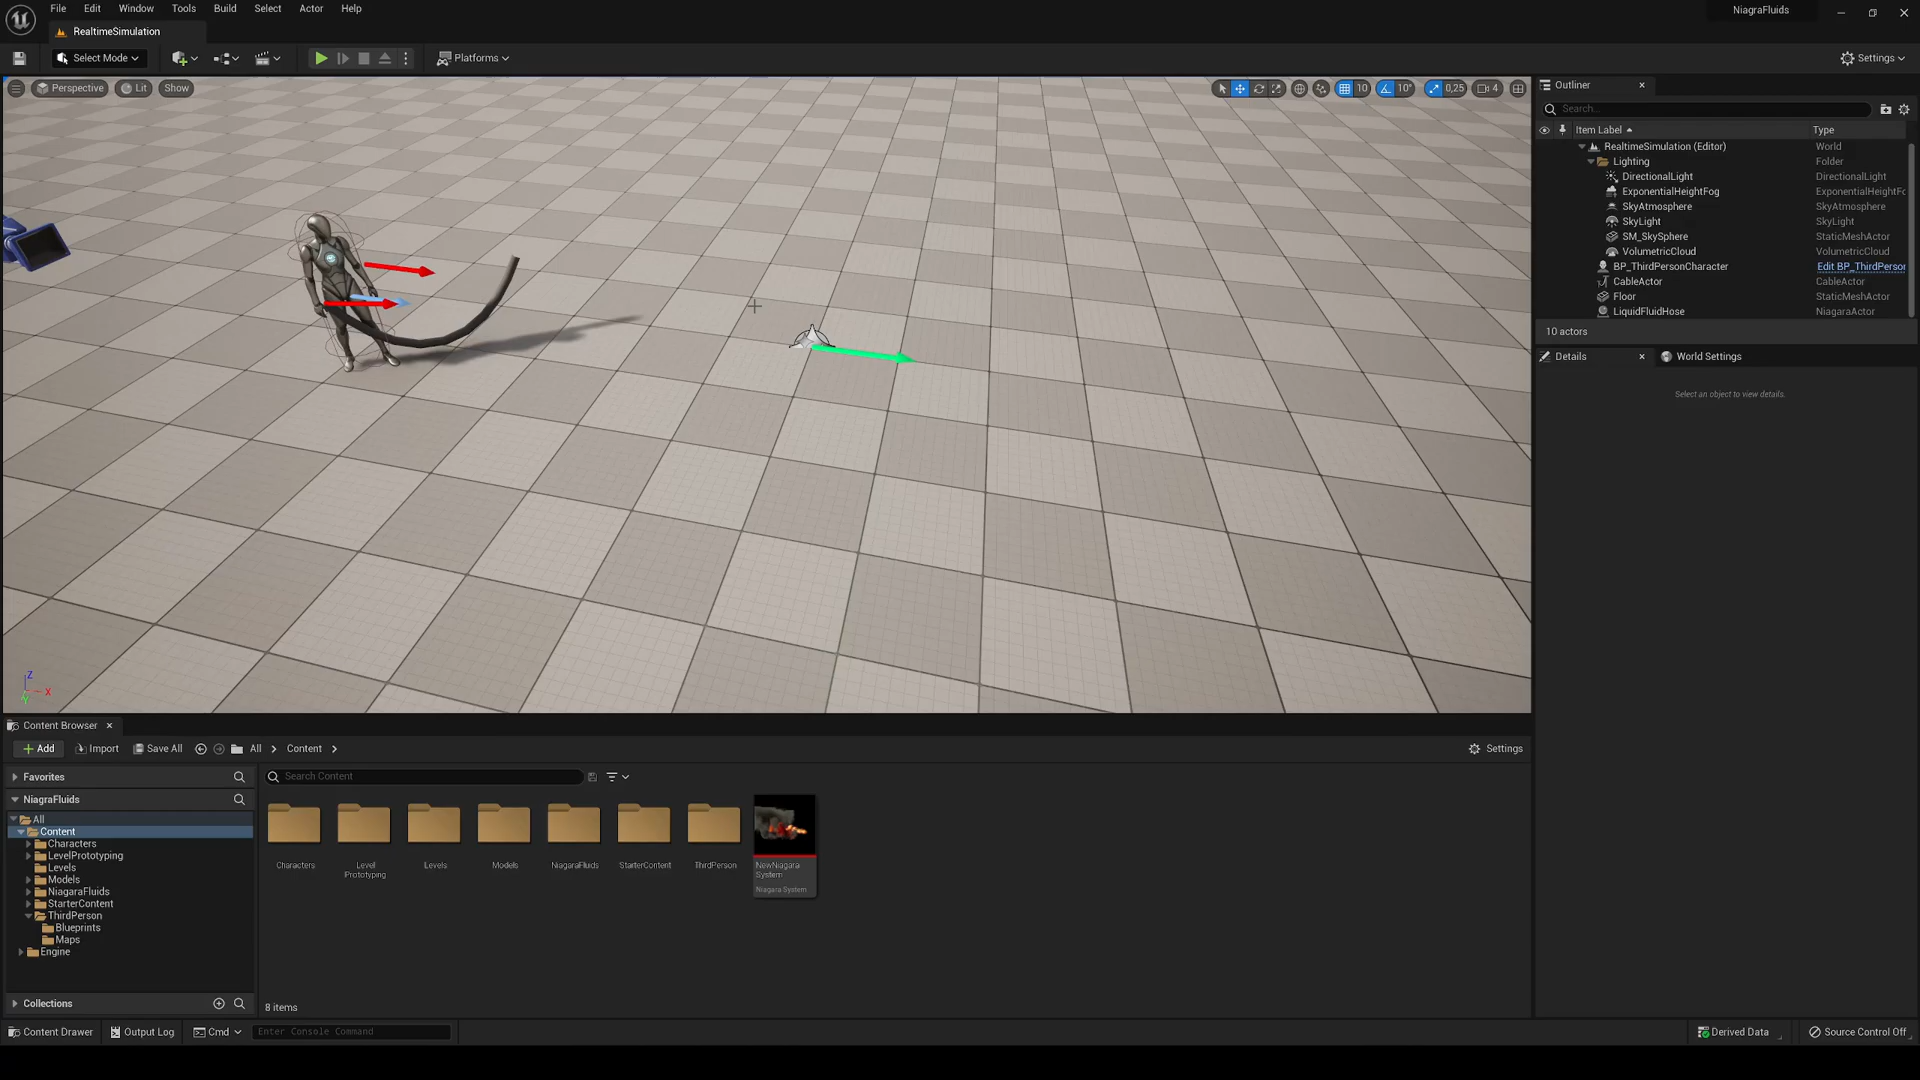 File Edit Window Tools Build Select Actor Help
NiagraFluids
RealtimeSimulation
Select Mode
Platforms
Settings
Perspective
Lit
Show
10
10°
0,25
4
Outliner
Search...
Item Label
Type
RealtimeSimulation (Editor) World
Lighting Folder
DirectionalLight DirectionalLight
ExponentialHeightFog ExponentialHeightFc
SkyAtmosphere SkyAtmosphere
SkyLight SkyLight
SM_SkySphere StaticMeshActor
VolumetricCloud VolumetricCloud
BP_ThirdPersonCharacter Edit BP_ThirdPerson
CableActor CableActor
Floor StaticMeshActor
LiquidFluidHose NiagaraActor
10 actors
Details
World Settings
Select an object to view details.
Z
X
Y
Content Browser
Add
Import
Save All
All
Content
Settings
Favorites
NiagraFluids
All
Content
Characters
LevelPrototyping
Levels
Models
NiagaraFluids
StarterContent
ThirdPerson
Blueprints
Maps
Engine
Collections
Search Content
Characters
Level
Prototyping
Levels
Models
NiagaraFluids
StarterContent
ThirdPerson
NewNiagara
System
Niagara System
8 items
Content Drawer
Output Log
Cmd
Enter Console Command
Derived Data
Source Control Off